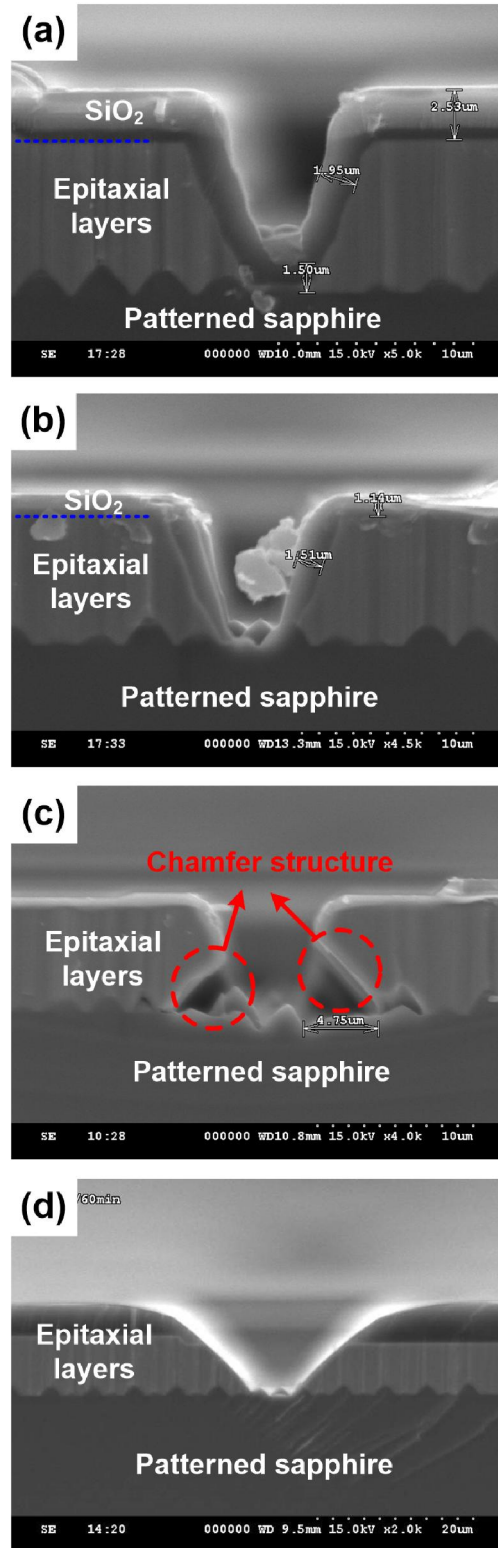 (a)
SiO2
2.53um
Epitaxial
layers
1.95um
1.50um
Patterned sapphire
SE 17:28 000000 WD10.0mm 15.0kV x5.0k 10um
(b)
SiO2
1.14um
Epitaxial
layers
1.51um
Patterned sapphire
SE 17:33 000000 WD13.3mm 15.0kV x4.5k 10um
(c)
Chamfer structure
Epitaxial
layers
4.75um
Patterned sapphire
SE 10:28 000000 WD10.8mm 15.0kV x4.0k 10um
(d)
/60min
Epitaxial
layers
Patterned sapphire
SE 14:20 000000 WD 9.5mm 15.0kV x2.0k 20um